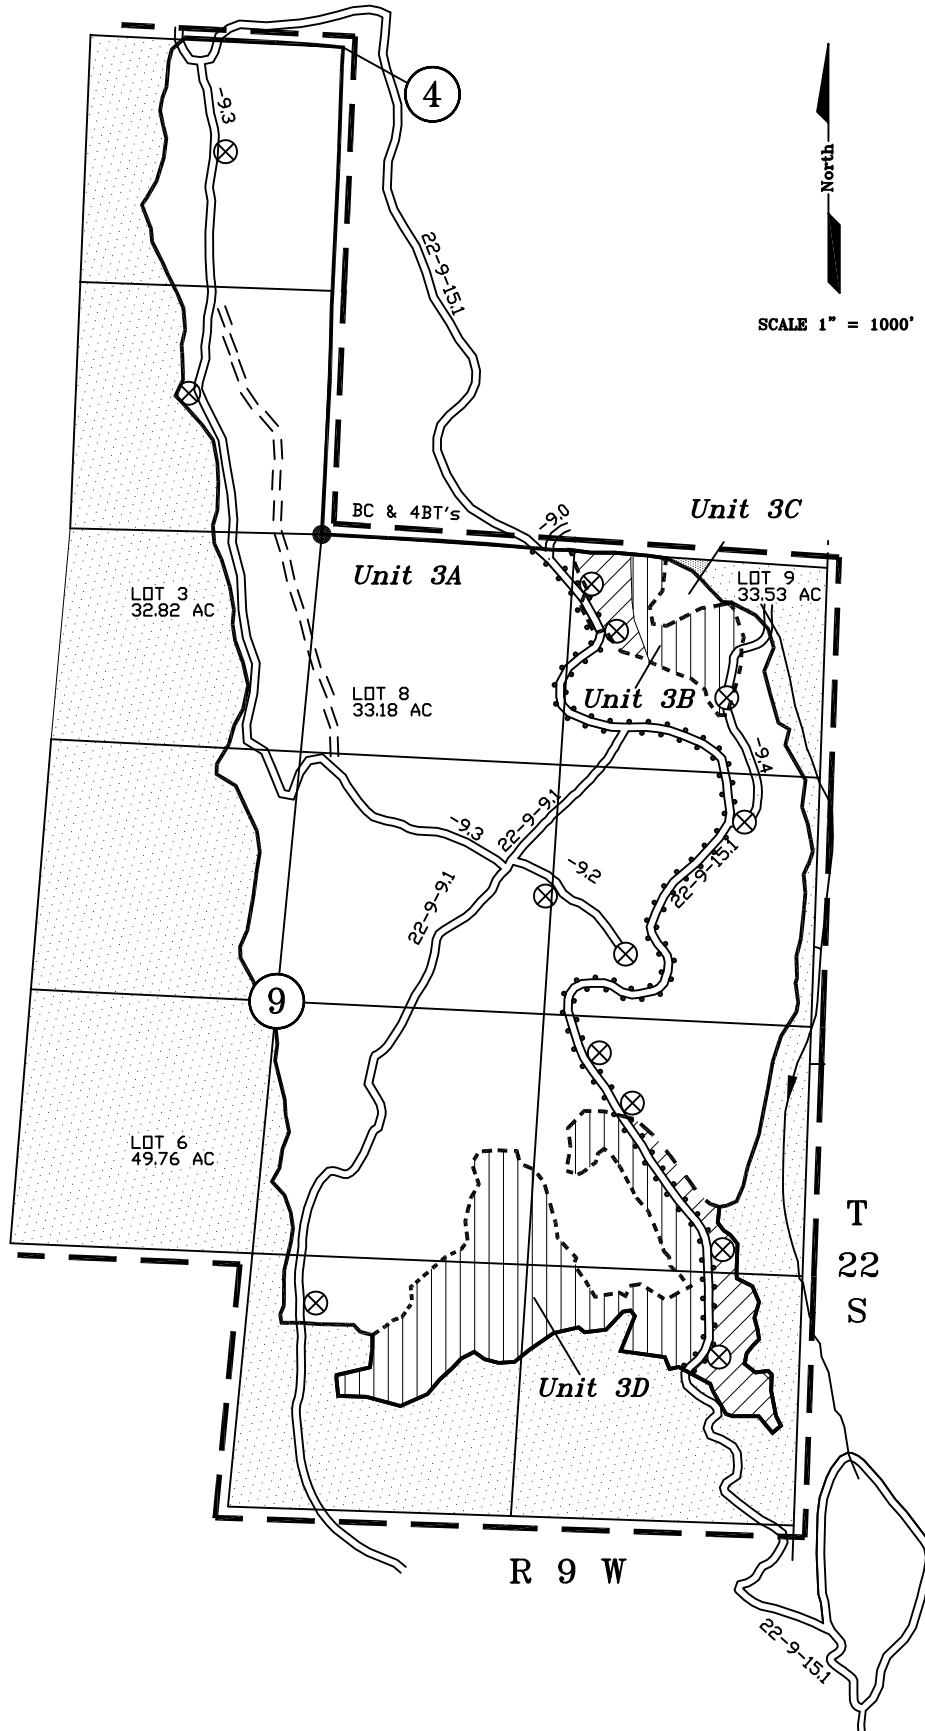 4
-9.3
North
22-9-15.1
SCALE 1" = 1000'
BC & 4BT's
-9.0
Unit 3C
Unit 3A
LOT 9
33.53 AC
LOT 3
32.82 AC
LOT 8
33.18 AC
Unit 3B
-9.4
22-9-9.1
-9.3
-9.2
22-9-15.1
22-9-9.1
9
LOT 6
49.76 AC
T
22
S
Unit 3D
R 9 W
22-9-15.1